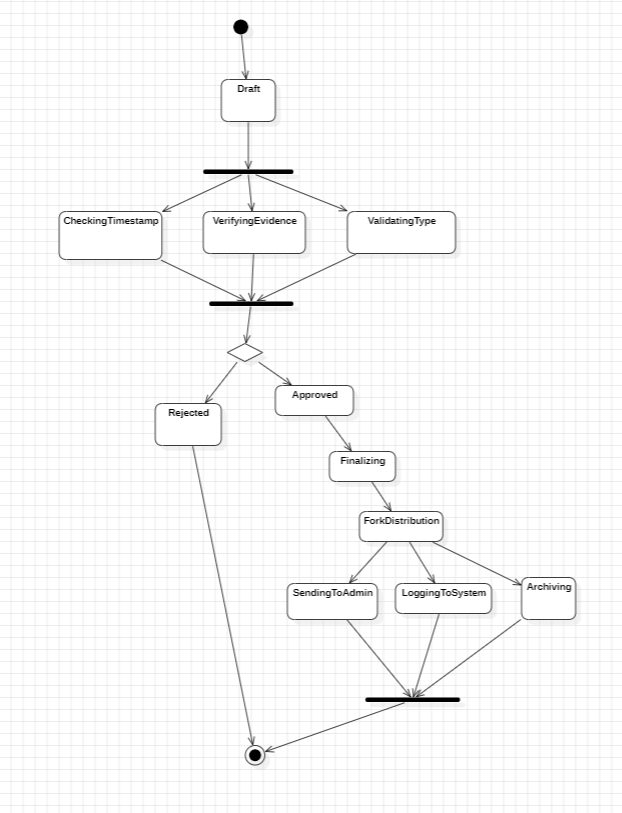 Draft
CheckingTimestamp
VerifyingEvidence
ValidatingType
Approved
Rejected
Finalizing
ForkDistribution
SendingToAdmin
LoggingToSystem
Archiving